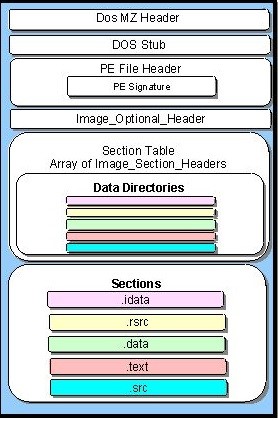 Dos MZ Header
DOS Stub
PE File Header
PE Signature
Image_Optional_Header
Section Table
Array of Image_Section_Headers
Data Directories
Sections
.idata
.rsrc
.data
.text
.src